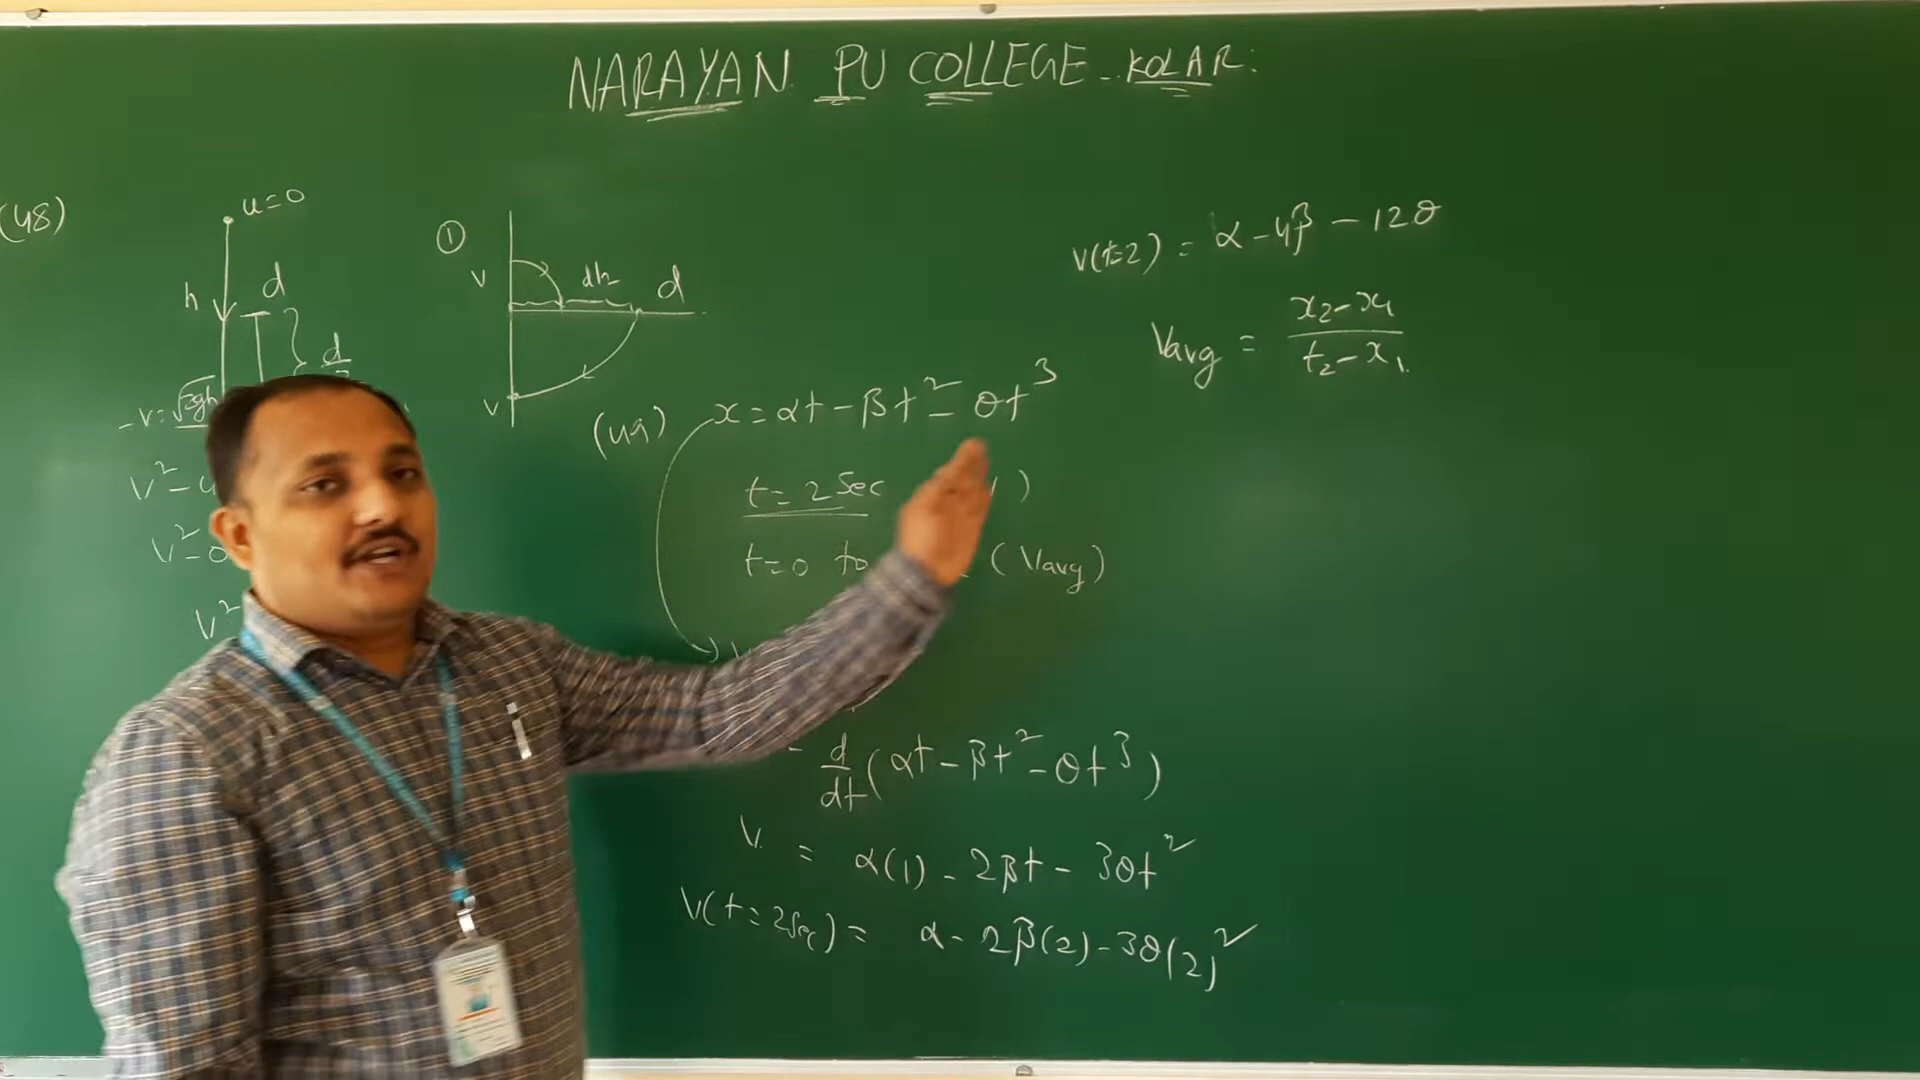 NARAYAN PU COLLEGE - KOLAR:
(48)
u=0
h
d
d
-v=√2gh
v²-u
v²-0
v²
①
v
d/2
d
v
(49) x=αt-βt²-θt³
t=2sec
)
t=0 to (Vavg)
d/dt(αt-βt²-θt³)
V = α(1)-2βt-3θt²
V(t=2sec)= α-2β(2)-3θ(2)²
v(t=2) = α-4β-12θ
Vavg = x₂-x₁/t₂-x₁